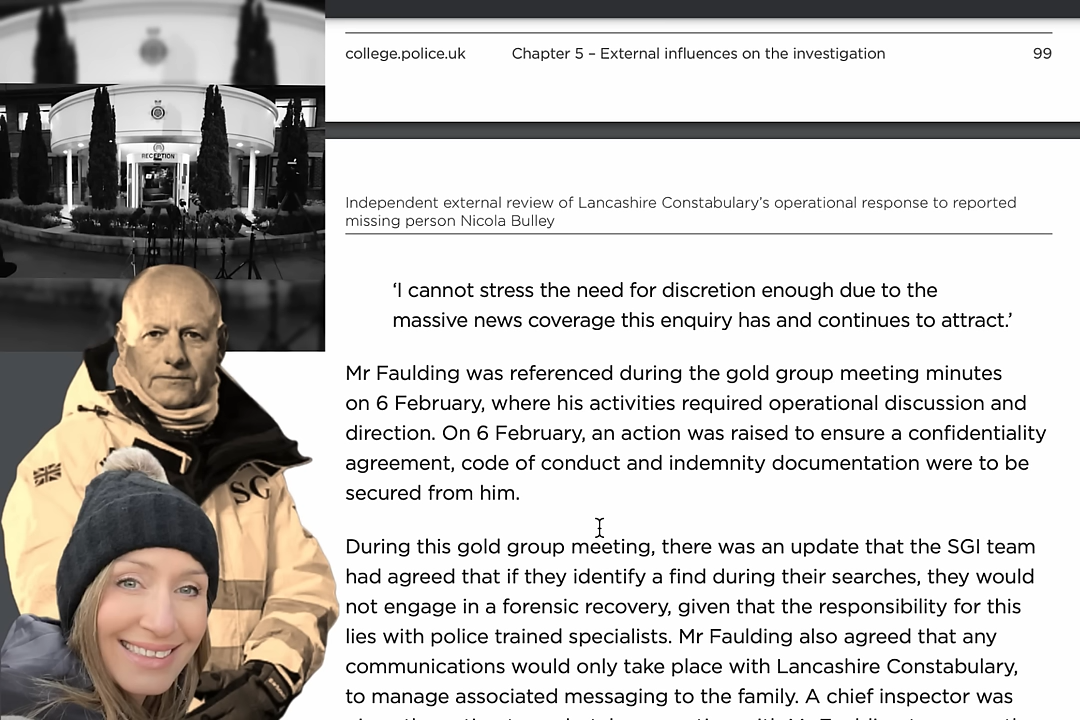 college.police.uk Chapter 5 – External influences on the investigation 99
RECEPTION
Independent external review of Lancashire Constabulary’s operational response to reported
missing person Nicola Bulley
‘I cannot stress the need for discretion enough due to the
massive news coverage this enquiry has and continues to attract.’
Mr Faulding was referenced during the gold group meeting minutes
on 6 February, where his activities required operational discussion and
direction. On 6 February, an action was raised to ensure a confidentiality
agreement, code of conduct and indemnity documentation were to be
secured from him.
SG
During this gold group meeting, there was an update that the SGI team
had agreed that if they identify a find during their searches, they would
not engage in a forensic recovery, given that the responsibility for this
lies with police trained specialists. Mr Faulding also agreed that any
communications would only take place with Lancashire Constabulary,
to manage associated messaging to the family. A chief inspector was